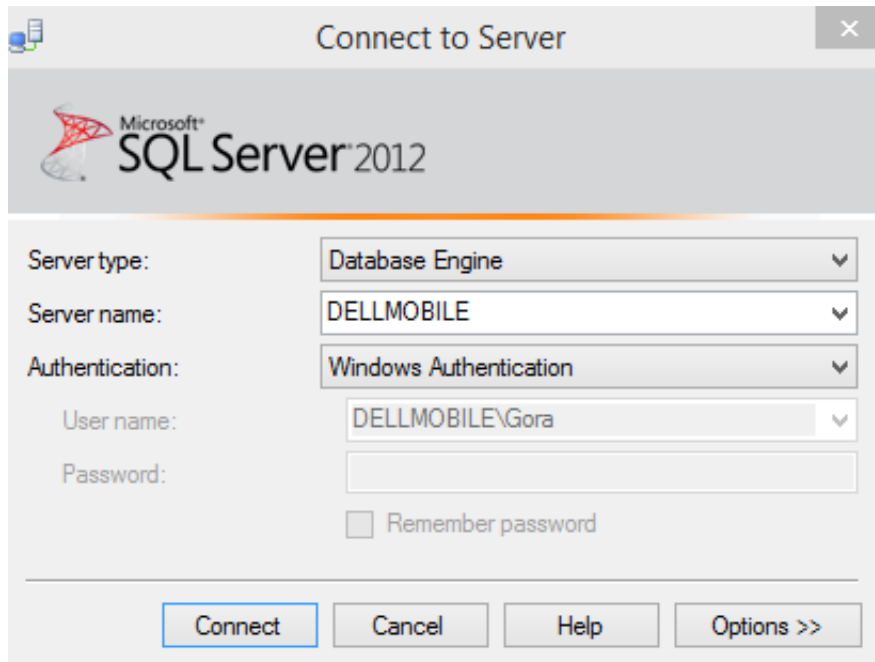 Connect to Server
Microsoft®
SQL Server® 2012
Server type: Database Engine
Server name: DELLMOBILE
Authentication: Windows Authentication
User name: DELLMOBILE\Gora
Password:
Remember password
Connect Cancel Help Options >>